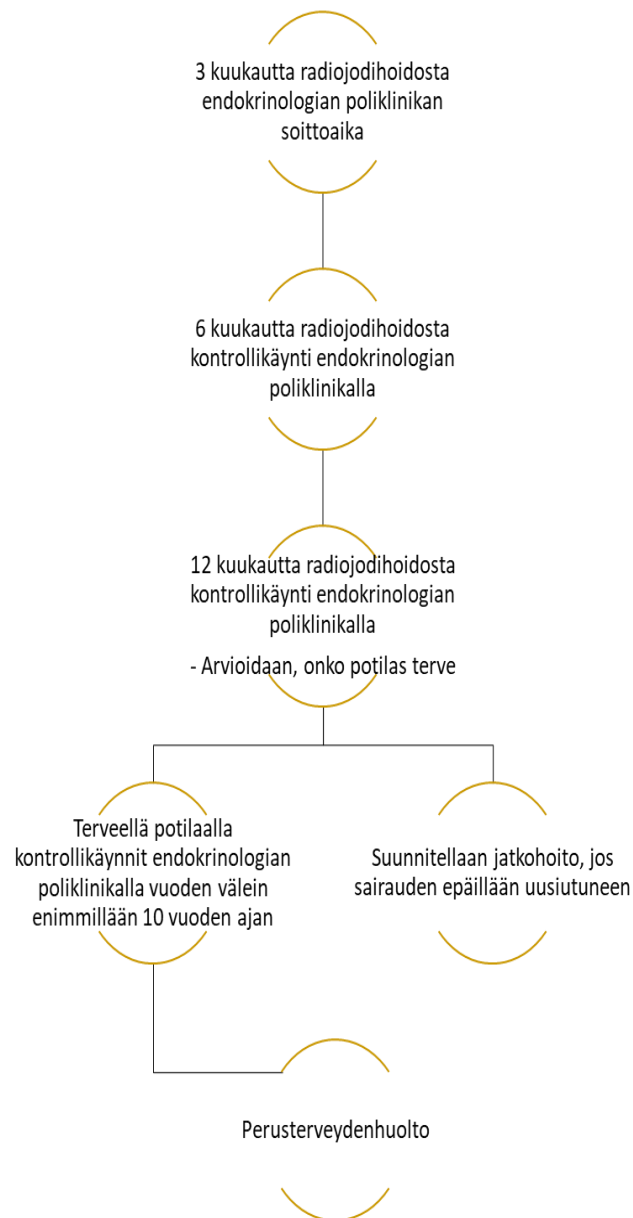 3 kuukautta radiojodihoidosta
endokrinologian poliklinikan
soittoaika
6 kuukautta radiojodihoidosta
kontrollikäynti endokrinologian
poliklinikalla
12 kuukautta radiojodihoidosta
kontrollikäynti endokrinologian
poliklinikalla
- Arvioidaan, onko potilas terve
Terveellä potilaalla
kontrollikäynnit endokrinologian
poliklinikalla vuoden välein
enimmillään 10 vuoden ajan
Suunnitellaan jatkohoito, jos
sairauden epäillään uusiutuneen
Perusterveydenhuolto